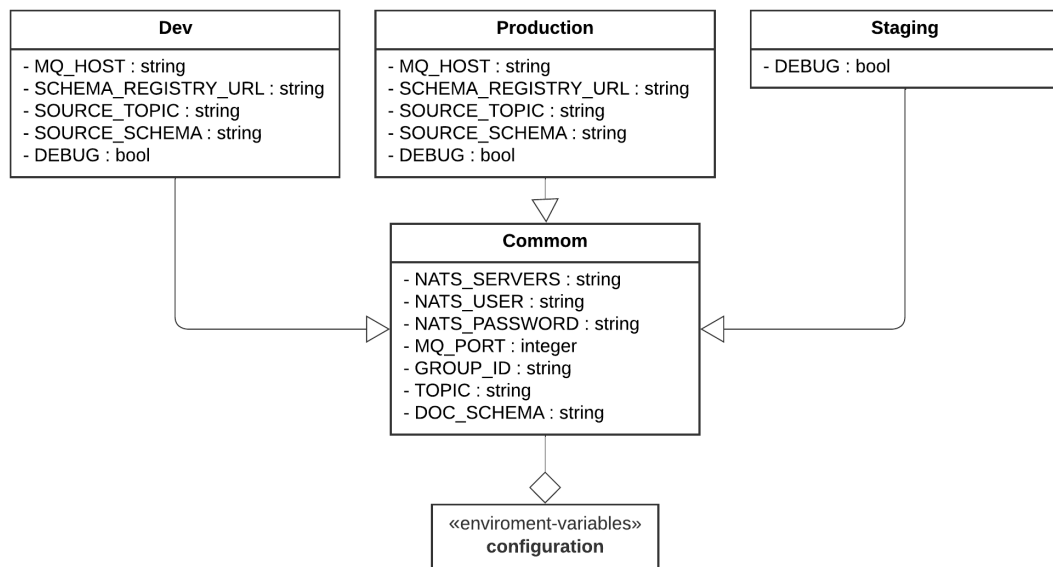 Dev
- MQ_HOST : string
- SCHEMA_REGISTRY_URL : string
- SOURCE_TOPIC : string
- SOURCE_SCHEMA : string
- DEBUG : bool
Production
- MQ_HOST : string
- SCHEMA_REGISTRY_URL : string
- SOURCE_TOPIC : string
- SOURCE_SCHEMA : string
- DEBUG : bool
Staging
- DEBUG : bool
Commom
- NATS_SERVERS : string
- NATS_USER : string
- NATS_PASSWORD : string
- MQ_PORT : integer
- GROUP_ID : string
- TOPIC : string
- DOC_SCHEMA : string
«enviroment-variables»
configuration